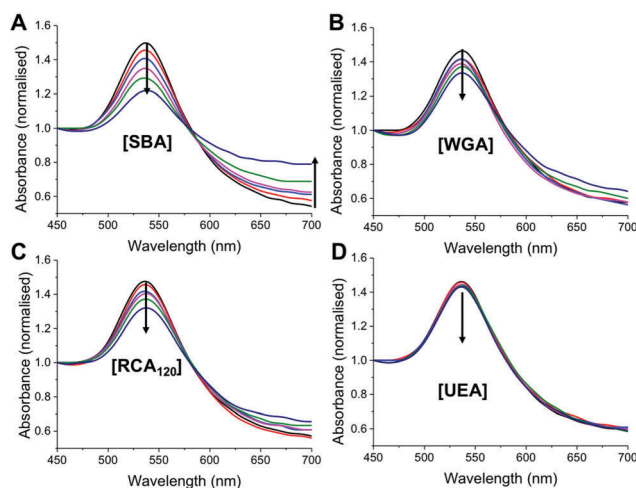 A
Absorbance (normalised)
1.6
1.4
1.2
1.0
0.8
0.6
[SBA]
450 500 550 600 650 700
Wavelength (nm)
B
Absorbance (normalised)
1.6
1.4
1.2
1.0
0.8
0.6
[WGA]
450 500 550 600 650 700
Wavelength (nm)
C
Absorbance (normalised)
1.6
1.4
1.2
1.0
0.8
0.6
[RCA₁₂₀]
450 500 550 600 650 700
Wavelength (nm)
D
Absorbance (normalised)
1.6
1.4
1.2
1.0
0.8
0.6
[UEA]
450 500 550 600 650 700
Wavelength (nm)